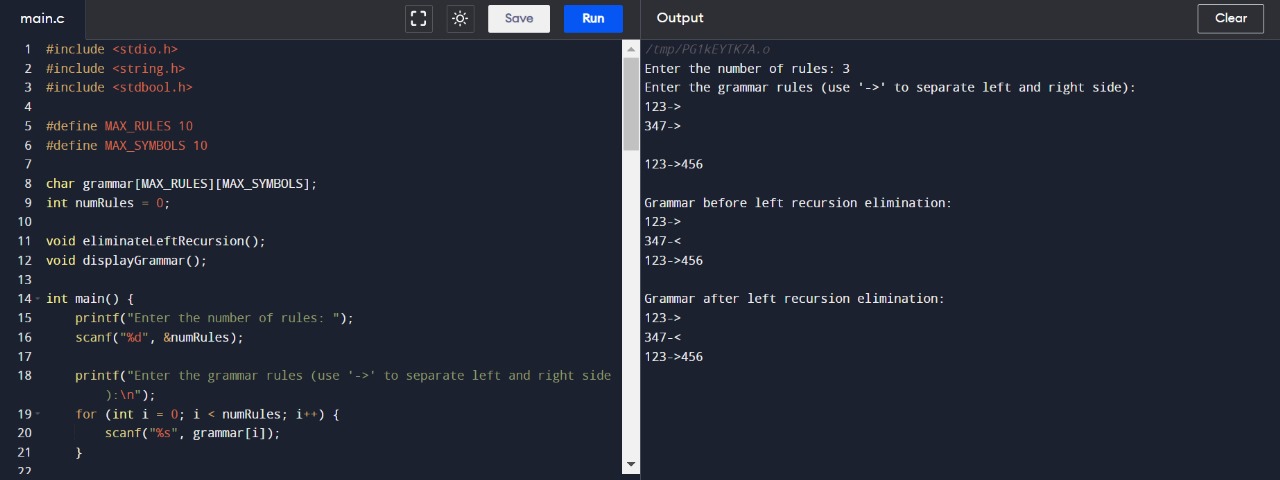 main.c
Save
Run
1 #include <stdio.h>
2 #include <string.h>
3 #include <stdbool.h>
4
5 #define MAX_RULES 10
6 #define MAX_SYMBOLS 10
7
8 char grammar[MAX_RULES][MAX_SYMBOLS];
9 int numRules = 0;
10
11 void eliminateLeftRecursion();
12 void displayGrammar();
13
14 int main() {
15 printf("Enter the number of rules: ");
16 scanf("%d", &numRules);
17
18 printf("Enter the grammar rules (use '->' to separate left and right side
):\n");
19 for (int i = 0; i < numRules; i++) {
20 scanf("%s", grammar[i]);
21 }
22
Output
Clear
/tmp/PG1kEYTK7A.o
Enter the number of rules: 3
Enter the grammar rules (use '->' to separate left and right side):
123->
347->
123->456
Grammar before left recursion elimination:
123->
347-<
123->456
Grammar after left recursion elimination:
123->
347-<
123->456